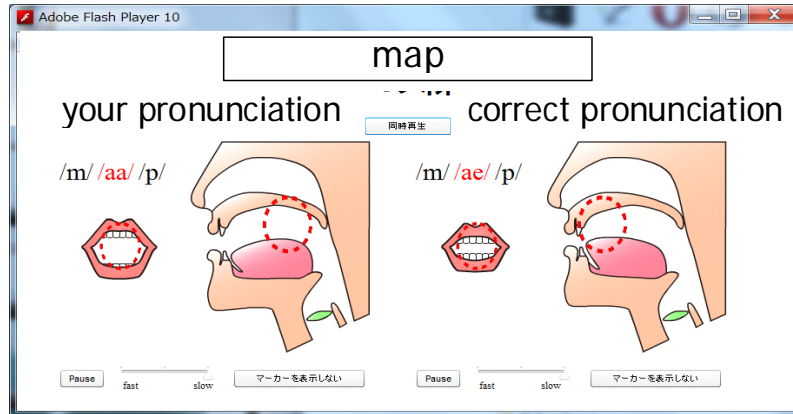 Adobe Flash Player 10
map
your pronunciation
correct pronunciation
同時再生
/m/ /aa/ /p/
/m/ /ae/ /p/
Pause
fast
slow
マーカーを表示しない
Pause
fast
slow
マーカーを表示しない